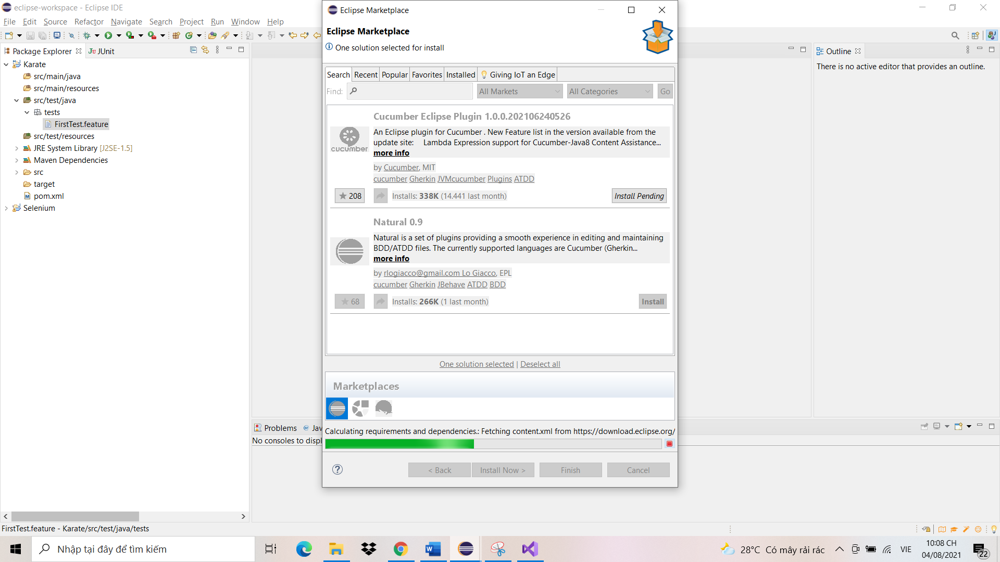 eclipse-workspace - Eclipse IDE
File Edit Source Refactor Navigate Search Project Run Window Help
Package Explorer
JUnit
Karate
src/main/java
src/main/resources
src/test/java
tests
FirstTest.feature
src/test/resources
JRE System Library [J2SE-1.5]
Maven Dependencies
src
target
pom.xml
Selenium
Eclipse Marketplace
Eclipse Marketplace
One solution selected for install
Search Recent Popular Favorites Installed Giving IoT an Edge
Find: All Markets All Categories Go
Cucumber Eclipse Plugin 1.0.0.202106240526
cucumber
An Eclipse plugin for Cucumber . New Feature list in the version available from the
update site: Lambda Expression support for Cucumber-Java8 Content Assistance...
more info
by Cucumber, MIT
cucumber Gherkin JVMcucumber Plugins ATDD
208 Installs: 338K (14.441 last month) Install Pending
Natural 0.9
Natural is a set of plugins providing a smooth experience in editing and maintaining
BDD/ATDD files. The currently supported languages are Cucumber (Gherkin...
more info
by rlogiacco@gmail.com Lo Giacco, EPL
cucumber Gherkin JBehave ATDD BDD
68 Installs: 266K (1 last month) Install
One solution selected | Deselect all
Marketplaces
Calculating requirements and dependencies.: Fetching content.xml from https://download.eclipse.org/
< Back Install Now > Finish Cancel
Outline
There is no active editor that provides an outline.
Problems @ Jav
No consoles to displ
FirstTest.feature - Karate/src/test/java/tests
Nhập tại đây để tìm kiếm
28°C Có mây rải rác
VIE
10:08 CH
04/08/2021
22